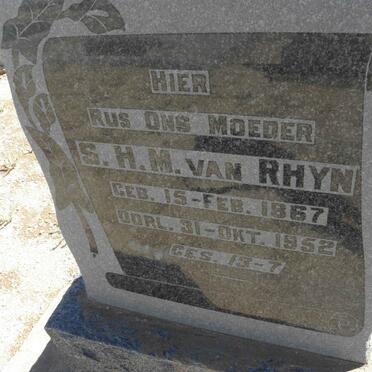 HIER
RUS ONS MOEDER
S. H. M. VAN RHYN
GEB. 15-FEB. 1867
OORL. 31-OKT. 1952
GES. 13-7